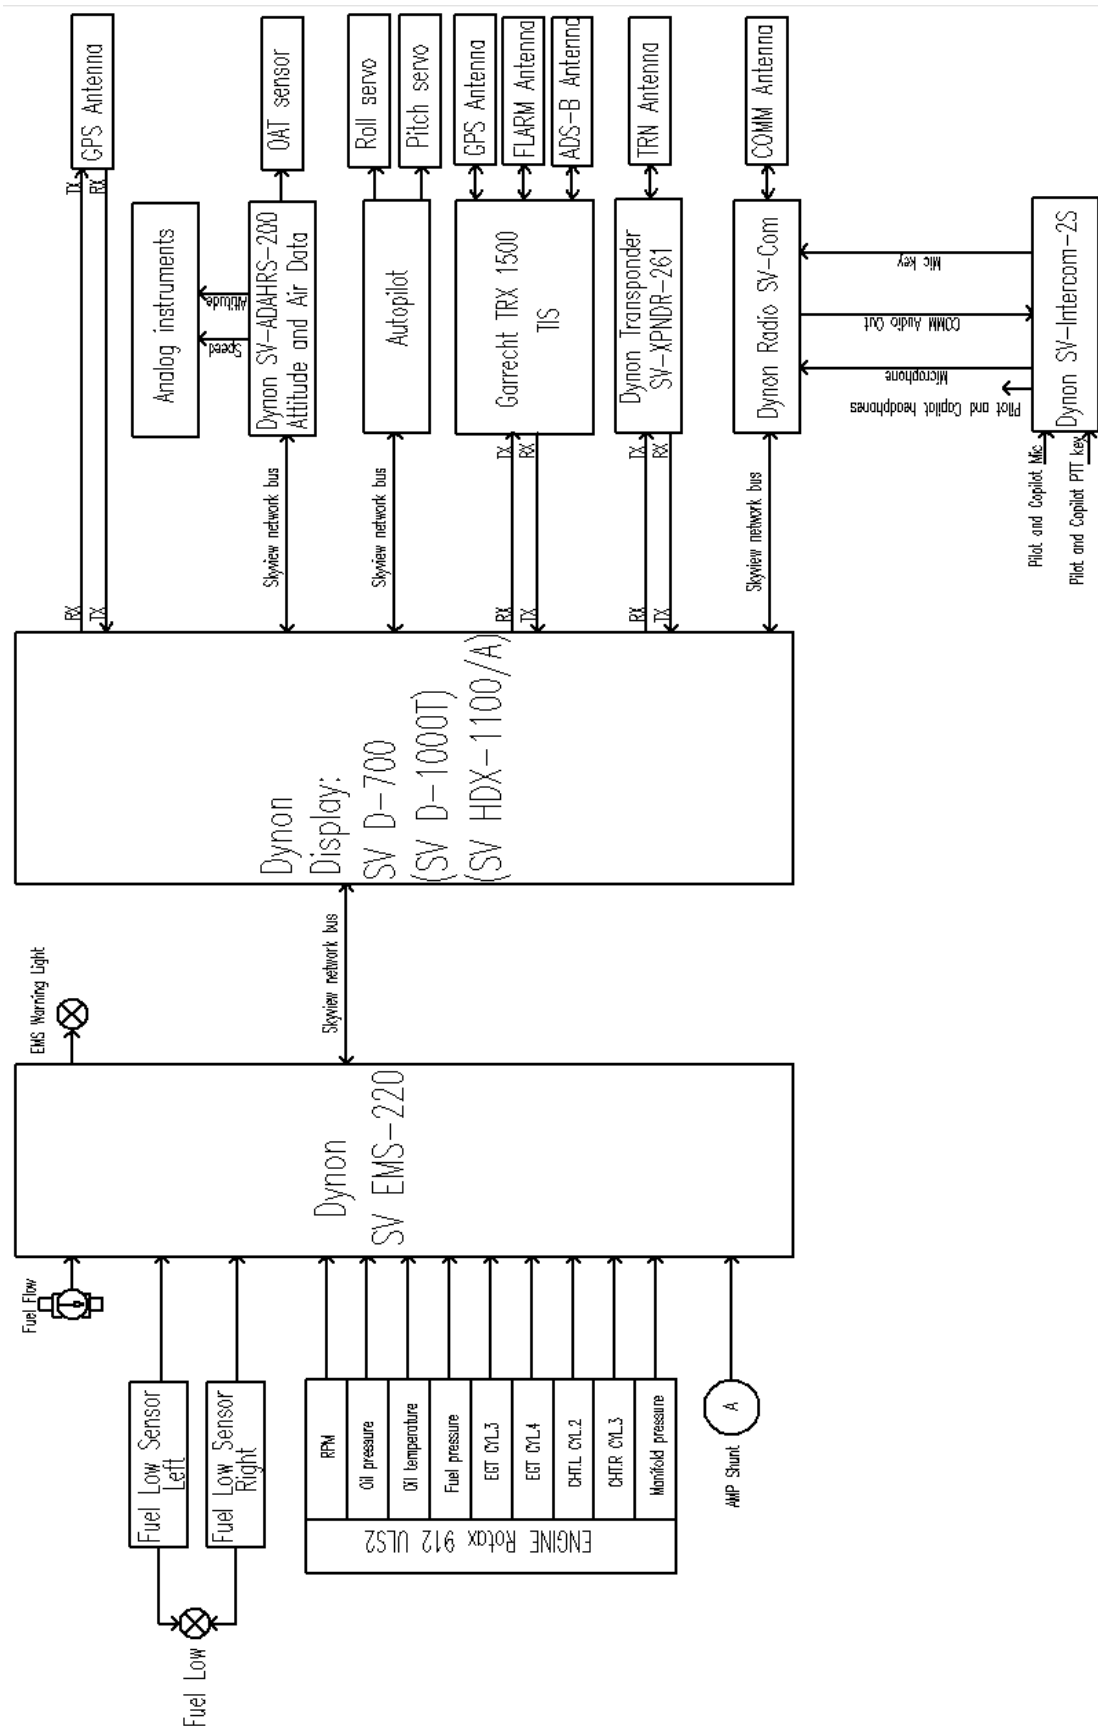 GPS Antenna
OAT sensor
Roll servo
Pitch servo
GPS Antenna
FLARM Antenna
ADS-B Antenna
TRN Antenna
COMM Antenna
TX
RX
Analog instruments
Altitude
Speed
Dynon SV-ADAHRS-200
Attitude and Air Data
Autopilot
Garrecht TRX 1500
TIS
Dynon Transponder
SV-XPNDR-261
Dynon Radio SV-Com
Mic key
COMM Audio Out
Microphone
Pilot and Copilot headphones
Dynon SV-Intercom-2S
Pilot and Copilot Mic
Pilot and Copilot PTT key
TX
RX
TX
RX
Skyview network bus
Skyview network bus
Skyview network bus
RX
TX
RX
TX
RX
TX
Dynon
Display:
SV D-700
(SV D-1000T)
(SV HDX-1100/A)
Skyview network bus
EMS Warning Light
Dynon
SV EMS-220
Fuel Flow
Fuel Low Sensor
Left
Fuel Low Sensor
Right
Fuel Low
RPM
Oil pressure
Oil temperature
Fuel pressure
EGT CYL.3
EGT CYL.4
CHT.L CYL.2
CHT.R CYL.3
Manifold pressure
ENGINE Rotax 912 ULS2
A
AMP Shunt